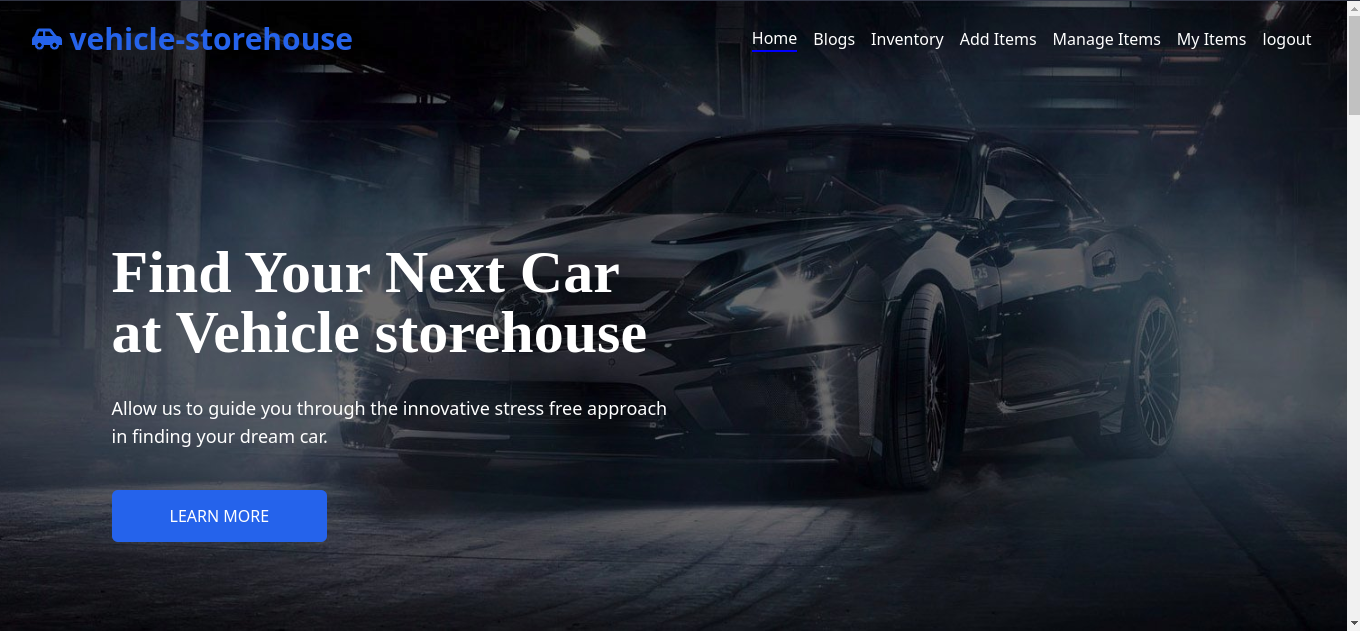 vehicle-storehouse
Home Blogs Inventory Add Items Manage Items My Items logout
Find Your Next Car
at Vehicle storehouse
Allow us to guide you through the innovative stress free approach
in finding your dream car.
LEARN MORE